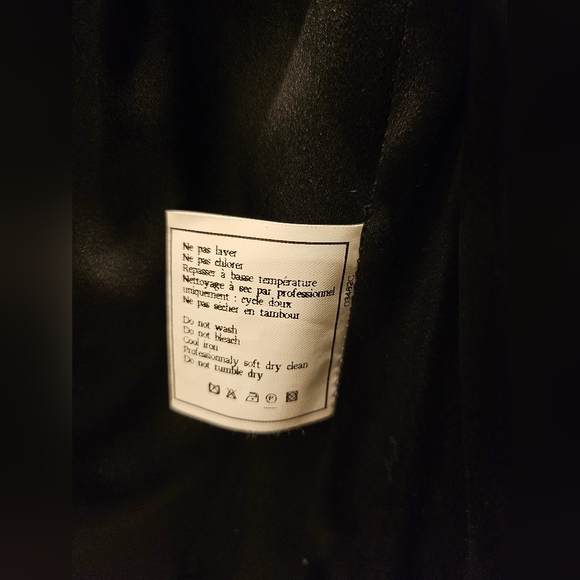 Ne pas laver
Ne pas chlorer
Repasser à basse température
Nettoyage à sec par professionnel
uniquement : cycle doux
Ne pas sécher en tambour
Do not wash
Do not bleach
Cool iron
Professionnaly soft dry clean
Do not tumble dry